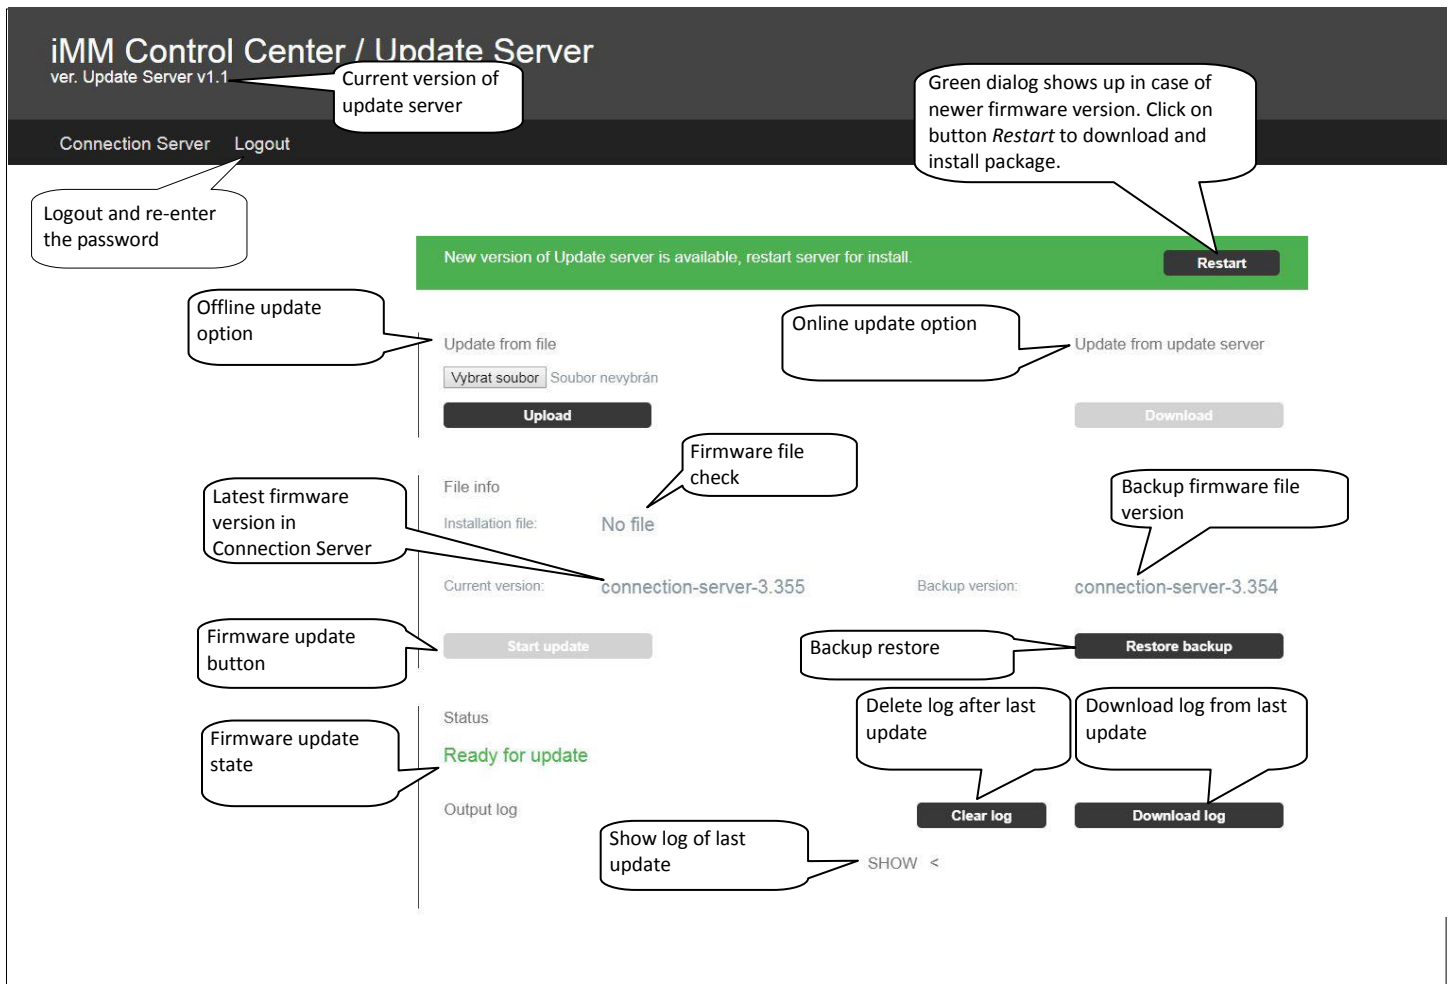 iMM Control Center / Update Server
ver. Update Server v1.1
Current version of
update server
Green dialog shows up in case of
newer firmware version. Click on
button Restart to download and
install package.
Connection Server Logout
Logout and re-enter
the password
New version of Update server is available, restart server for install.
Restart
Offline update
option
Online update option
Update from file
Update from update server
Vybrat soubor Soubor nevybrán
Upload
Download
Firmware file
check
File info
Latest firmware
version in
Connection Server
Backup firmware file
version
Installation file: No file
Current version: connection-server-3.355
Backup version: connection-server-3.354
Firmware update
button
Start update
Backup restore
Restore backup
Delete log after last
update
Download log from last
update
Status
Firmware update
state
Ready for update
Output log
Clear log
Download log
Show log of last
update
SHOW <